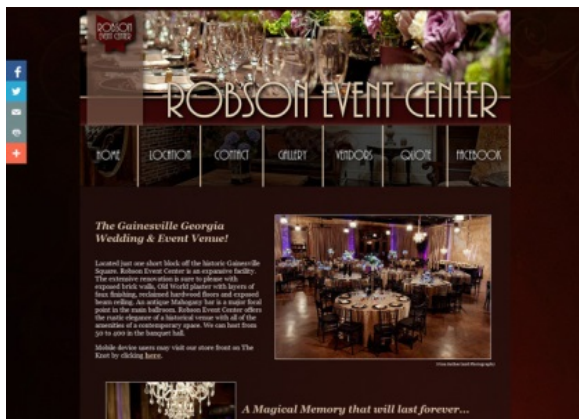 ROBSON
EVENT CENTER
ROBSON EVENT CENTER
HOME
LOCATION
CONTACT
GALLERY
VENDORS
QUOTE
FACEBOOK
The Gainesville Georgia
Wedding & Event Venue!
Located just one short block off the historic Gainesville
Square. Robson Event Center is an expansive facility.
The extensive renovation is sure to please with
exposed brick walls, Old World plaster with layers of
faux finishing, reclaimed hardwood floors and exposed
beam ceiling. An antique Mahogany bar is a major focal
point in the main ballroom. Robson Event Center offers
the rustic elegance of a historical venue with all of the
amenities of a contemporary space. We can host from
50 to 400 in the banquet hall.
Mobile device users may visit our store front on The
Knot by clicking here.
A Magical Memory that will last forever...